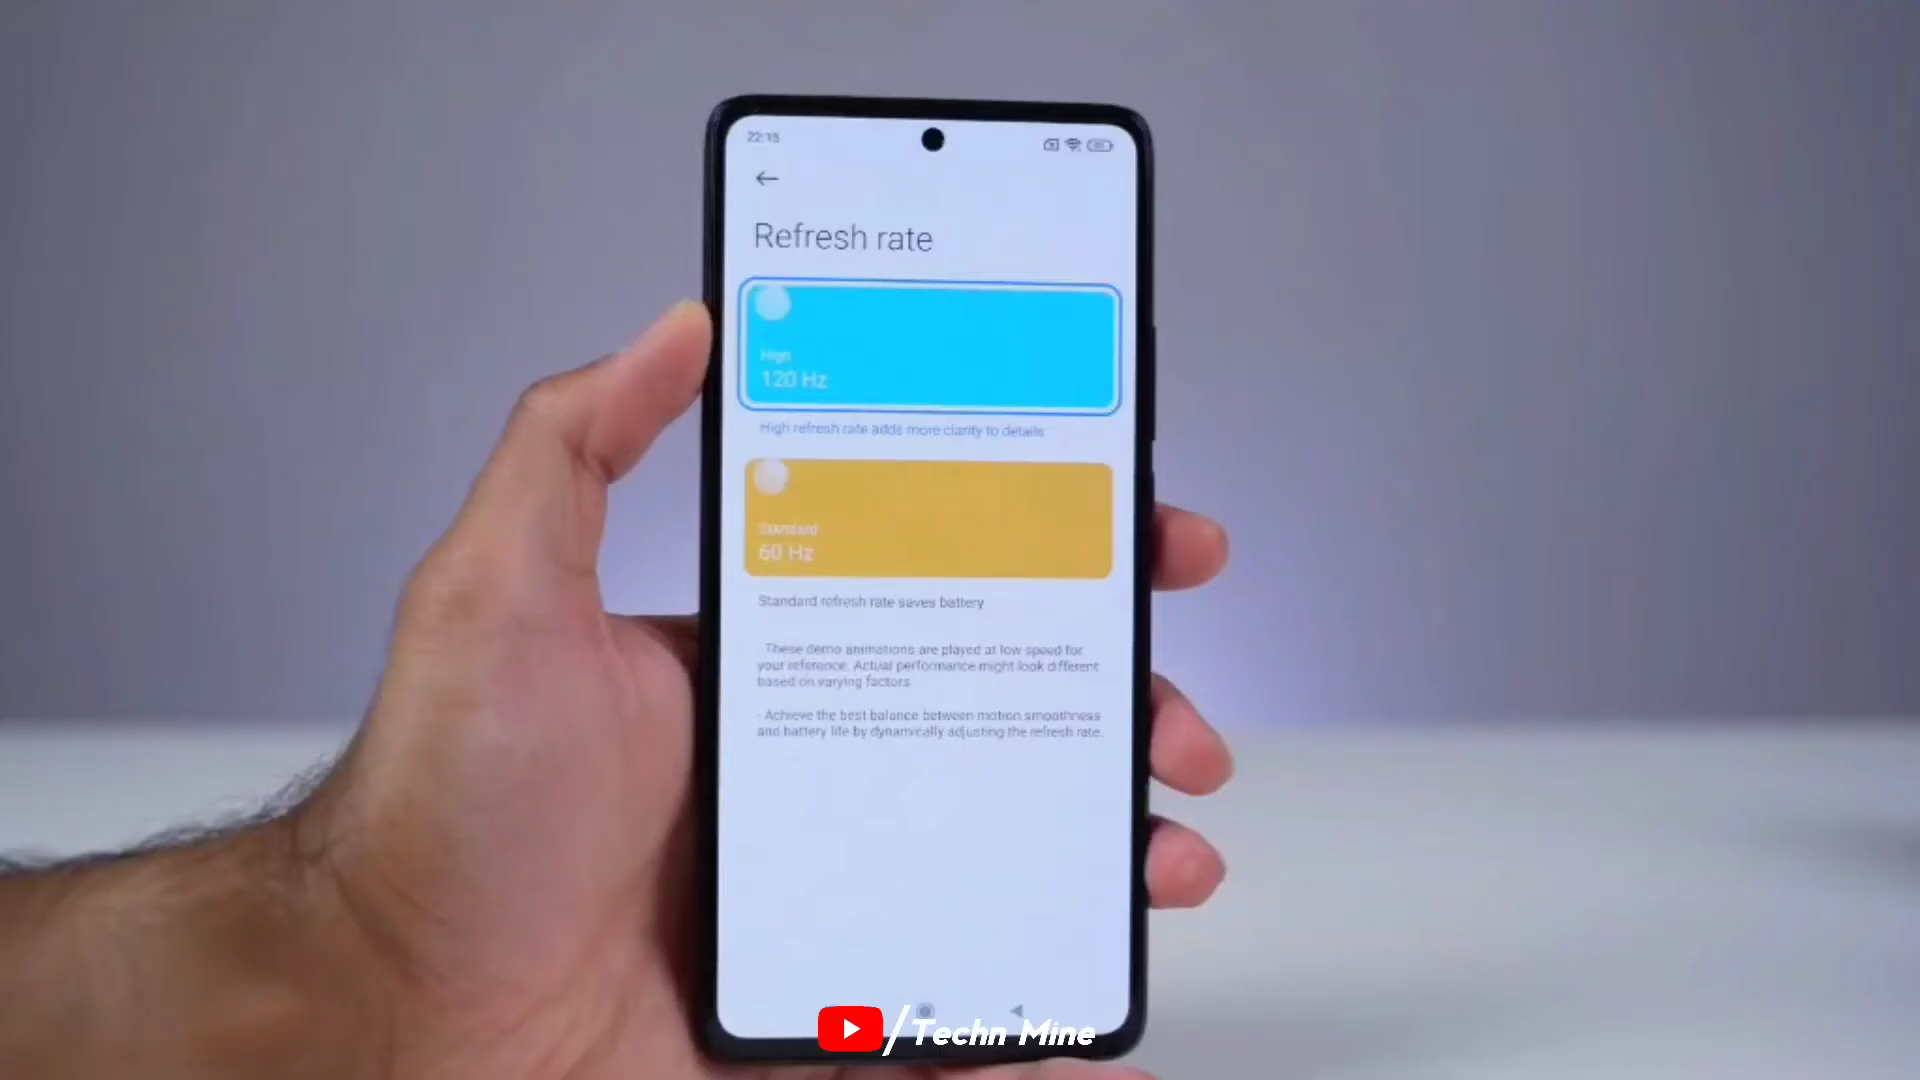 22:15
Refresh rate
High
120 Hz
High refresh rate adds more clarity to details
Standard
60 Hz
Standard refresh rate saves battery
- These demo animations are played at low speed for
your reference. Actual performance might look different
based on varying factors.
- Achieve the best balance between motion smoothness
and battery life by dynamically adjusting the refresh rate.
/Techn Mine